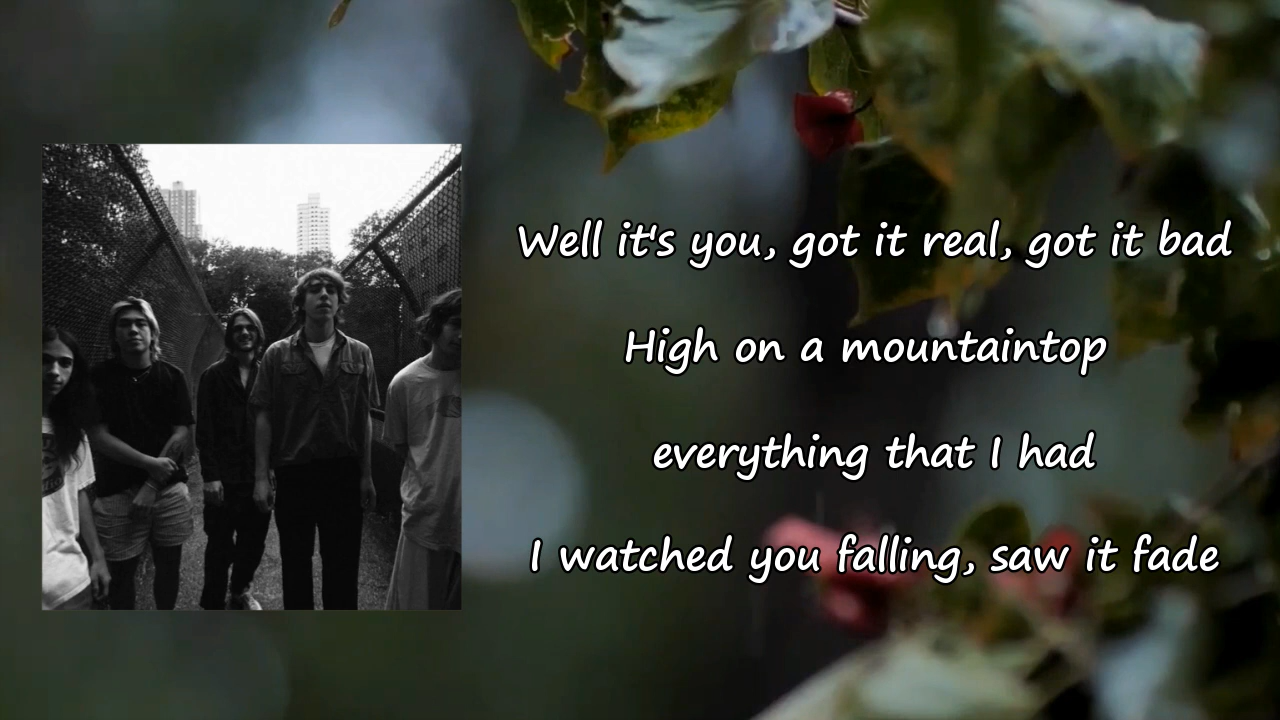 Well it's you, got it real, got it bad
High on a mountaintop
everything that I had
I watched you falling, saw it fade